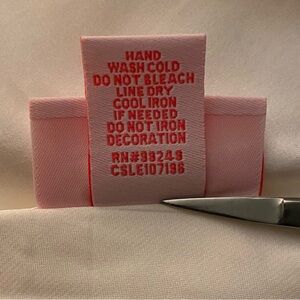 HAND
WASH COLD
DO NOT BLEACH
LINE DRY
COOL IRON
IF NEEDED
DO NOT IRON
DECORATION
RN#99249
CSLE107196